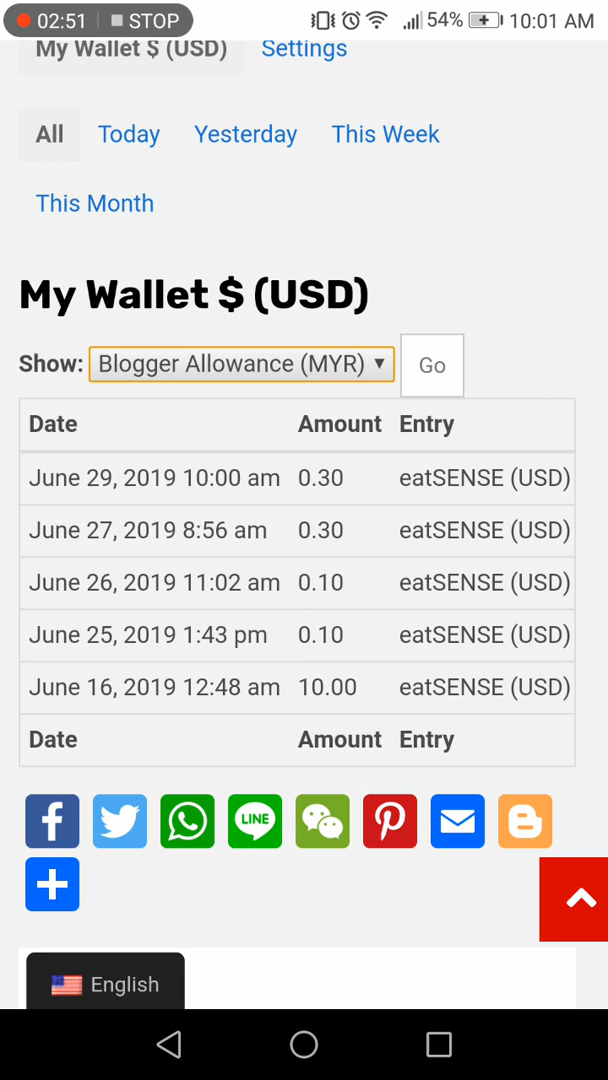 02:51 STOP 54% 10:01 AM
My Wallet $ (USD) Settings
All Today Yesterday This Week
This Month
My Wallet $ (USD)
Show: Blogger Allowance (MYR) ▼ Go
Date Amount Entry
June 29, 2019 10:00 am 0.30 eatSENSE (USD)
June 27, 2019 8:56 am 0.30 eatSENSE (USD)
June 26, 2019 11:02 am 0.10 eatSENSE (USD)
June 25, 2019 1:43 pm 0.10 eatSENSE (USD)
June 16, 2019 12:48 am 10.00 eatSENSE (USD)
Date Amount Entry
LINE
English